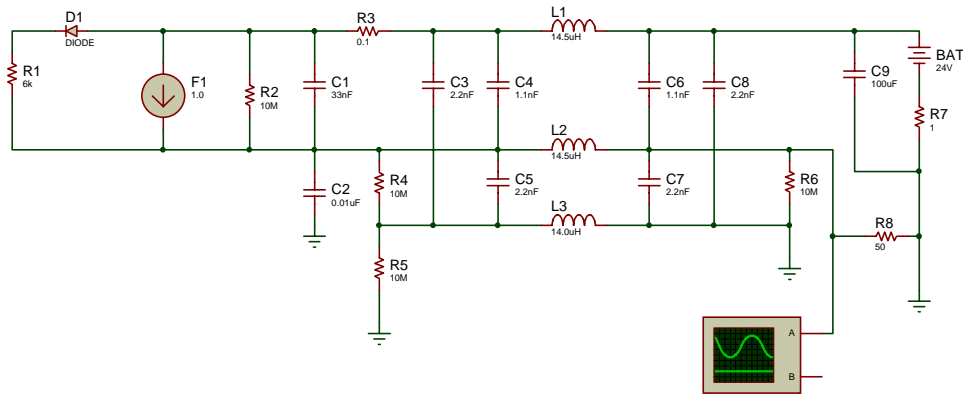 D1
DIODE
R1
6k
F1
1.0
R2
10M
C1
33nF
R3
0.1
C3
2.2nF
C4
1.1nF
L1
14.5uH
C6
1.1nF
C8
2.2nF
C9
100uF
BAT
24V
R7
1
L2
14.5uH
C2
0.01uF
R4
10M
C5
2.2nF
C7
2.2nF
R6
10M
L3
14.0uH
R5
10M
R8
50
A
B